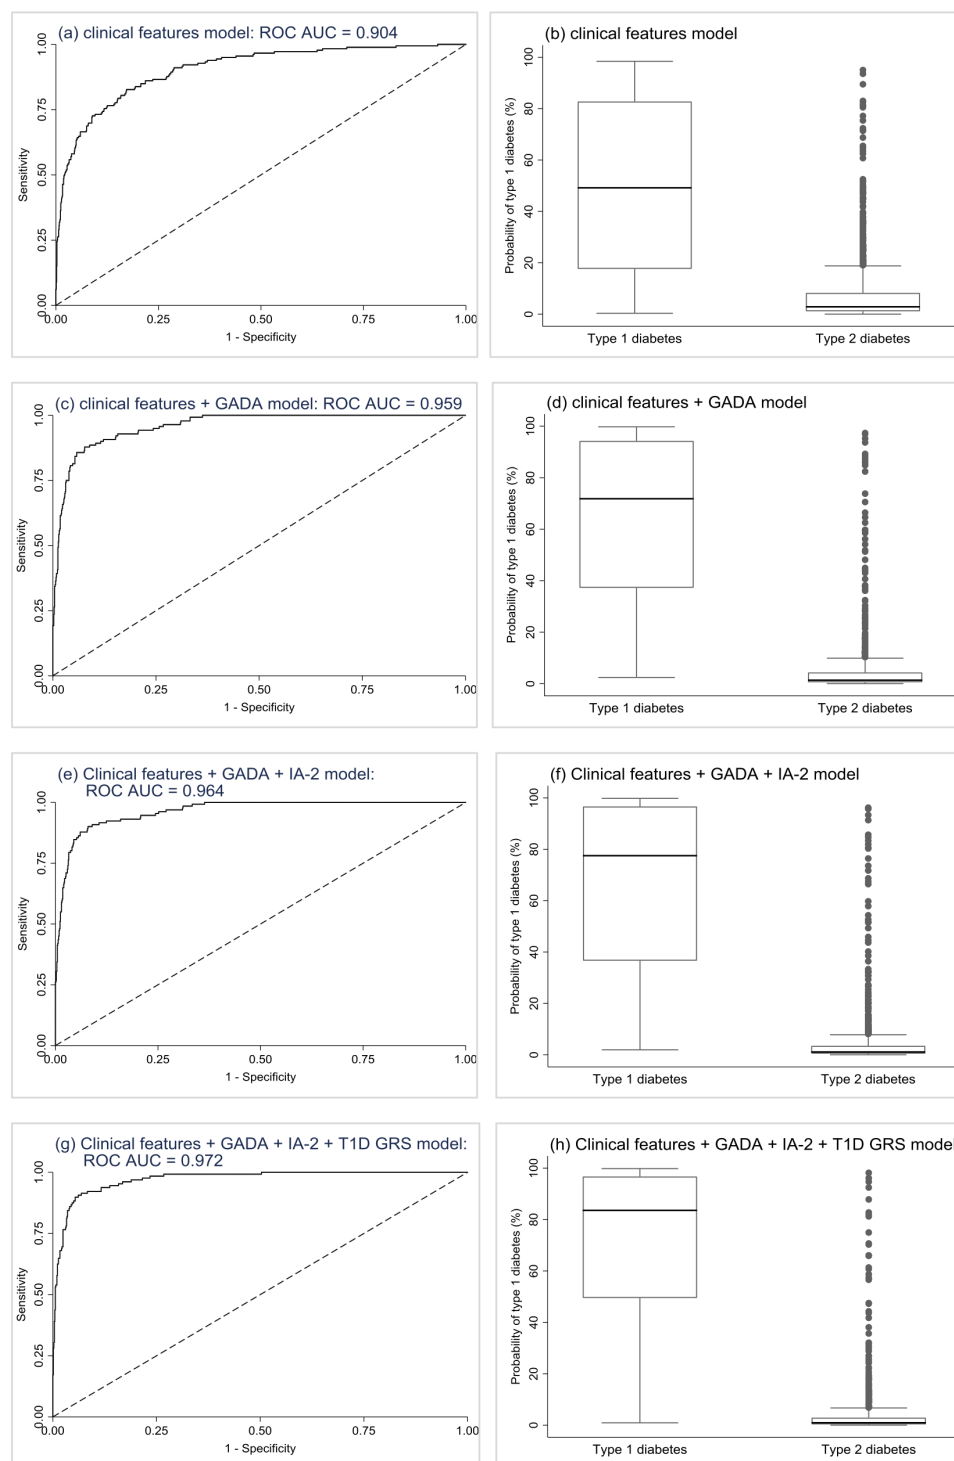 (a) clinical features model: ROC AUC = 0.904
1.00
0.75
0.50
0.25
0.00
Sensitivity
0.00 0.25 0.50 0.75 1.00
1 - Specificity
(b) clinical features model
100
80
60
40
20
0
Probability of type 1 diabetes (%)
Type 1 diabetes Type 2 diabetes
(c) clinical features + GADA model: ROC AUC = 0.959
1.00
0.75
0.50
0.25
0.00
Sensitivity
0.00 0.25 0.50 0.75 1.00
1 - Specificity
(d) clinical features + GADA model
100
80
60
40
20
0
Probability of type 1 diabetes (%)
Type 1 diabetes Type 2 diabetes
(e) Clinical features + GADA + IA-2 model:
ROC AUC = 0.964
1.00
0.75
0.50
0.25
0.00
Sensitivity
0.00 0.25 0.50 0.75 1.00
1 - Specificity
(f) Clinical features + GADA + IA-2 model
100
80
60
40
20
0
Probability of type 1 diabetes (%)
Type 1 diabetes Type 2 diabetes
(g) Clinical features + GADA + IA-2 + T1D GRS model:
ROC AUC = 0.972
1.00
0.75
0.50
0.25
0.00
Sensitivity
0.00 0.25 0.50 0.75 1.00
1 - Specificity
(h) Clinical features + GADA + IA-2 + T1D GRS model
100
80
60
40
20
0
Probability of type 1 diabetes (%)
Type 1 diabetes Type 2 diabetes